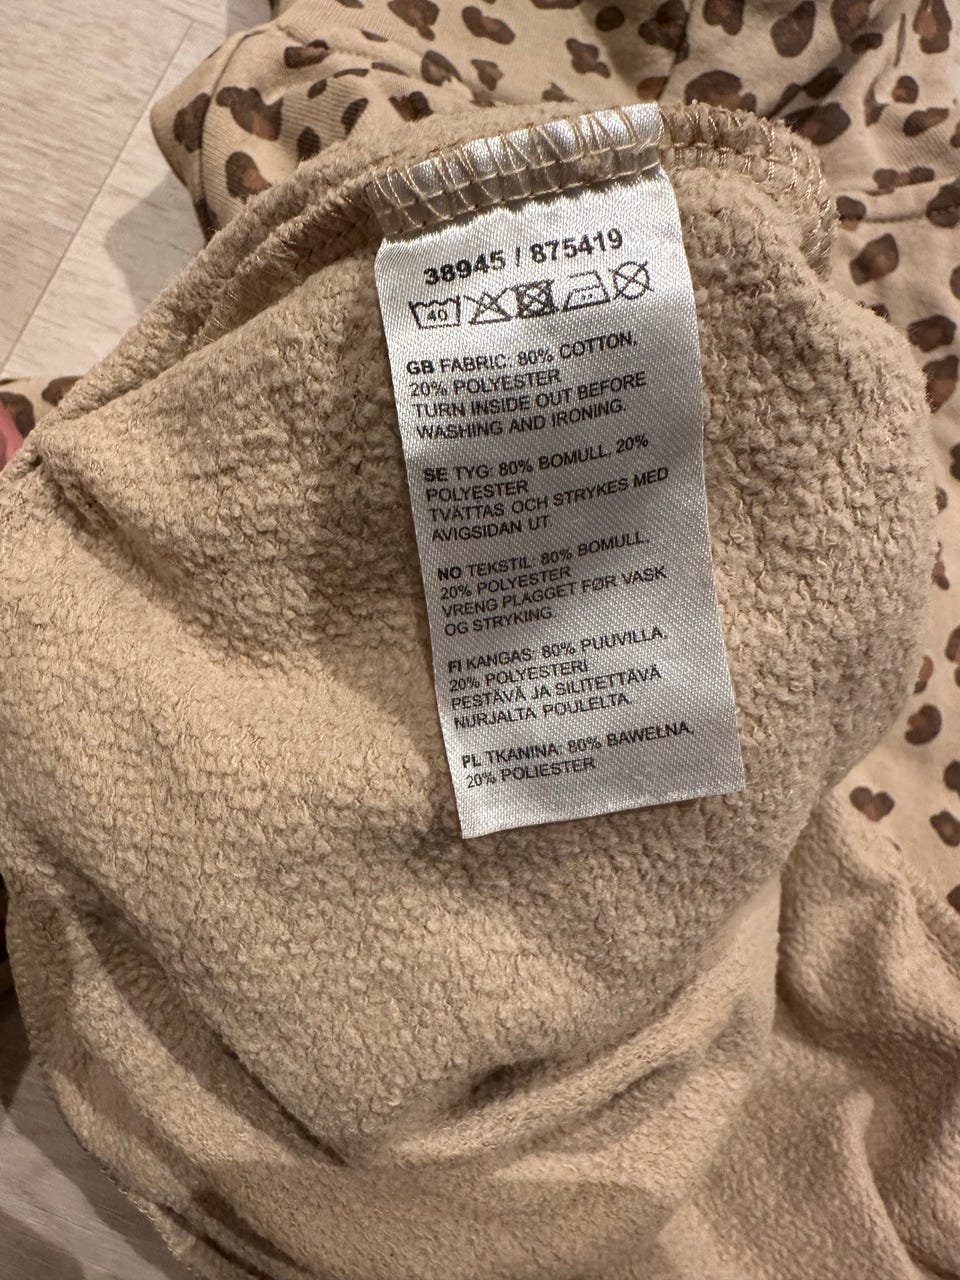 38945 / 875419
40
GB FABRIC: 80% COTTON,
20% POLYESTER
TURN INSIDE OUT BEFORE
WASHING AND IRONING.
SE TYG: 80% BOMULL, 20%
POLYESTER
TVÄTTAS OCH STRYKES MED
AVIGSIDAN UT
NO TEKSTIL: 80% BOMULL,
20% POLYESTER
VRENG PLAGGET FØR VASK
OG STRYKING
FI KANGAS: 80% PUUVILLA,
20% POLYESTERI
PESTÄVÄ JA SILITETTÄVÄ
NURJALTA POULELTA.
PL TKANINA: 80% BAWEŁNA,
20% POLIESTER